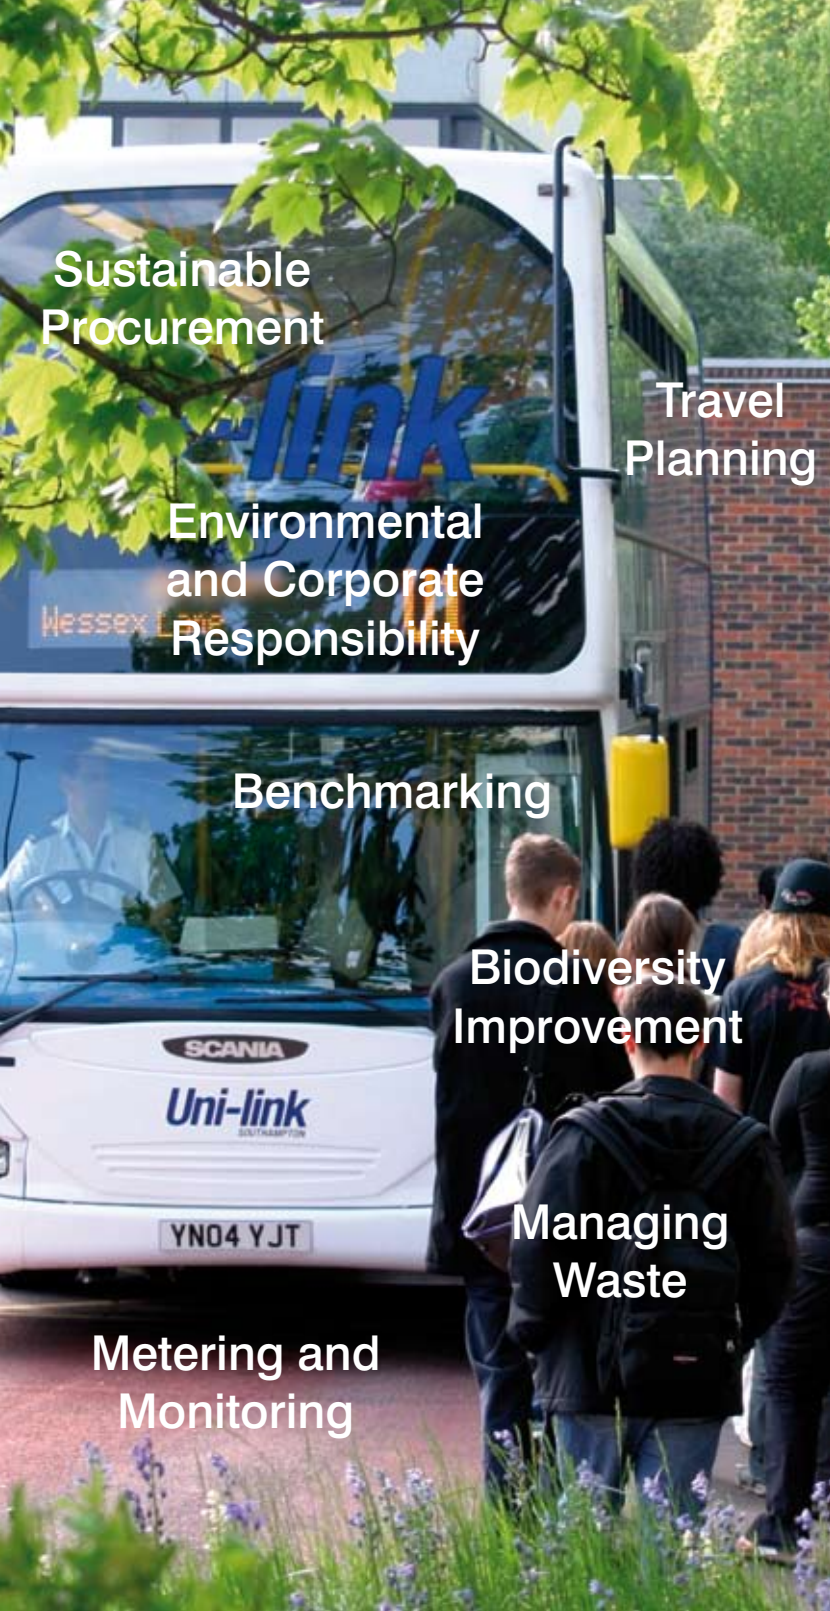 Sustainable
Procurement
Travel
Planning
-link
Environmental
and Corporate
Responsibility
Wessex Lane
Benchmarking
Biodiversity
Improvement
SCANIA
Uni-link
SOUTHAMPTON
YN04 YJT
Managing
Waste
Metering and
Monitoring